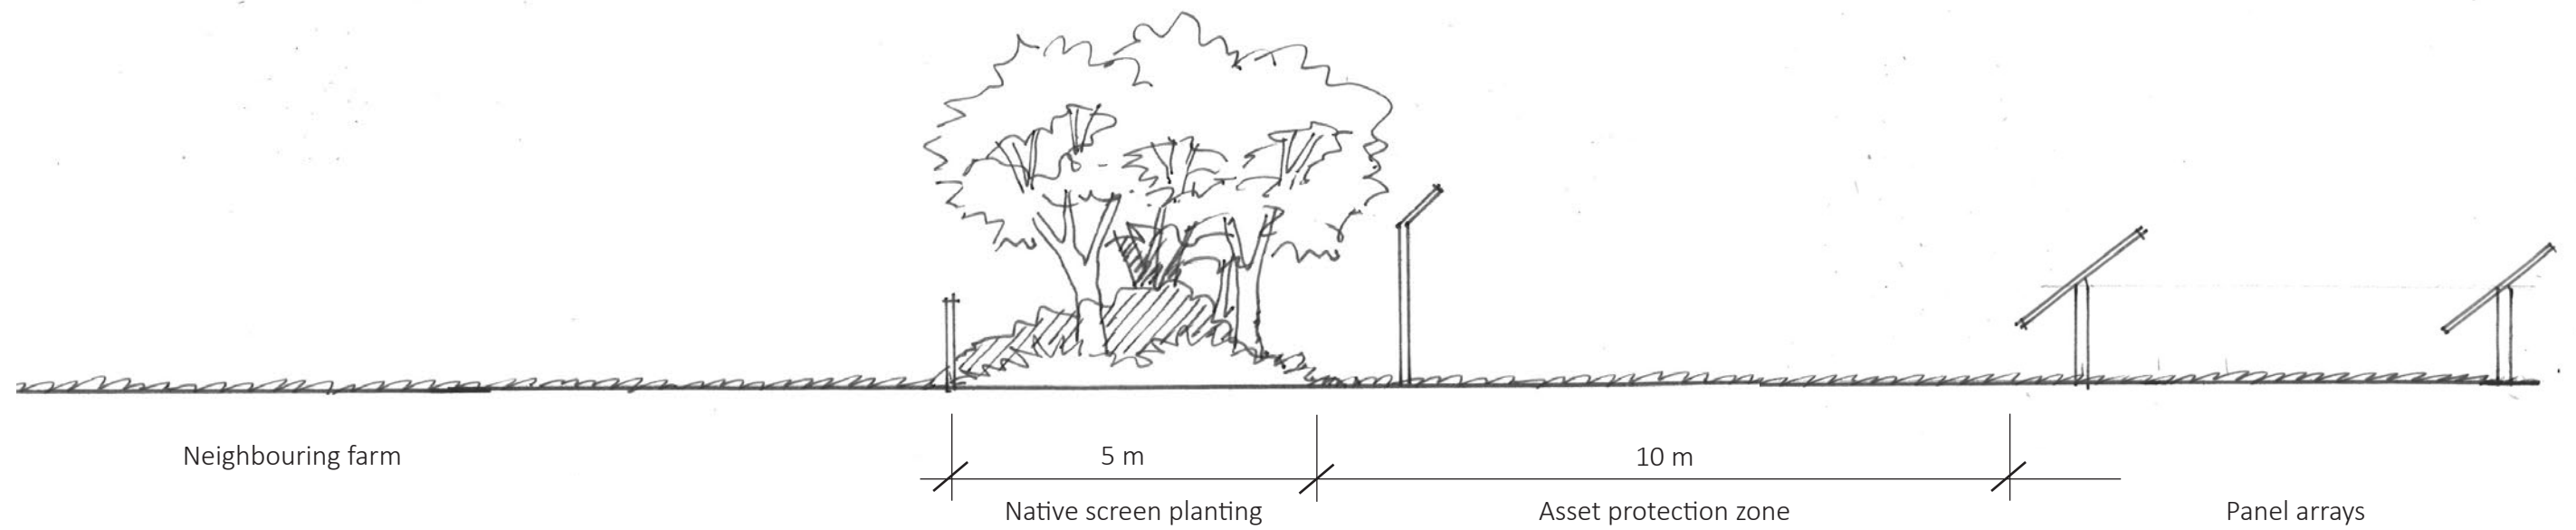 Neighbouring farm
5 m
10 m
Native screen planting
Asset protection zone
Panel arrays